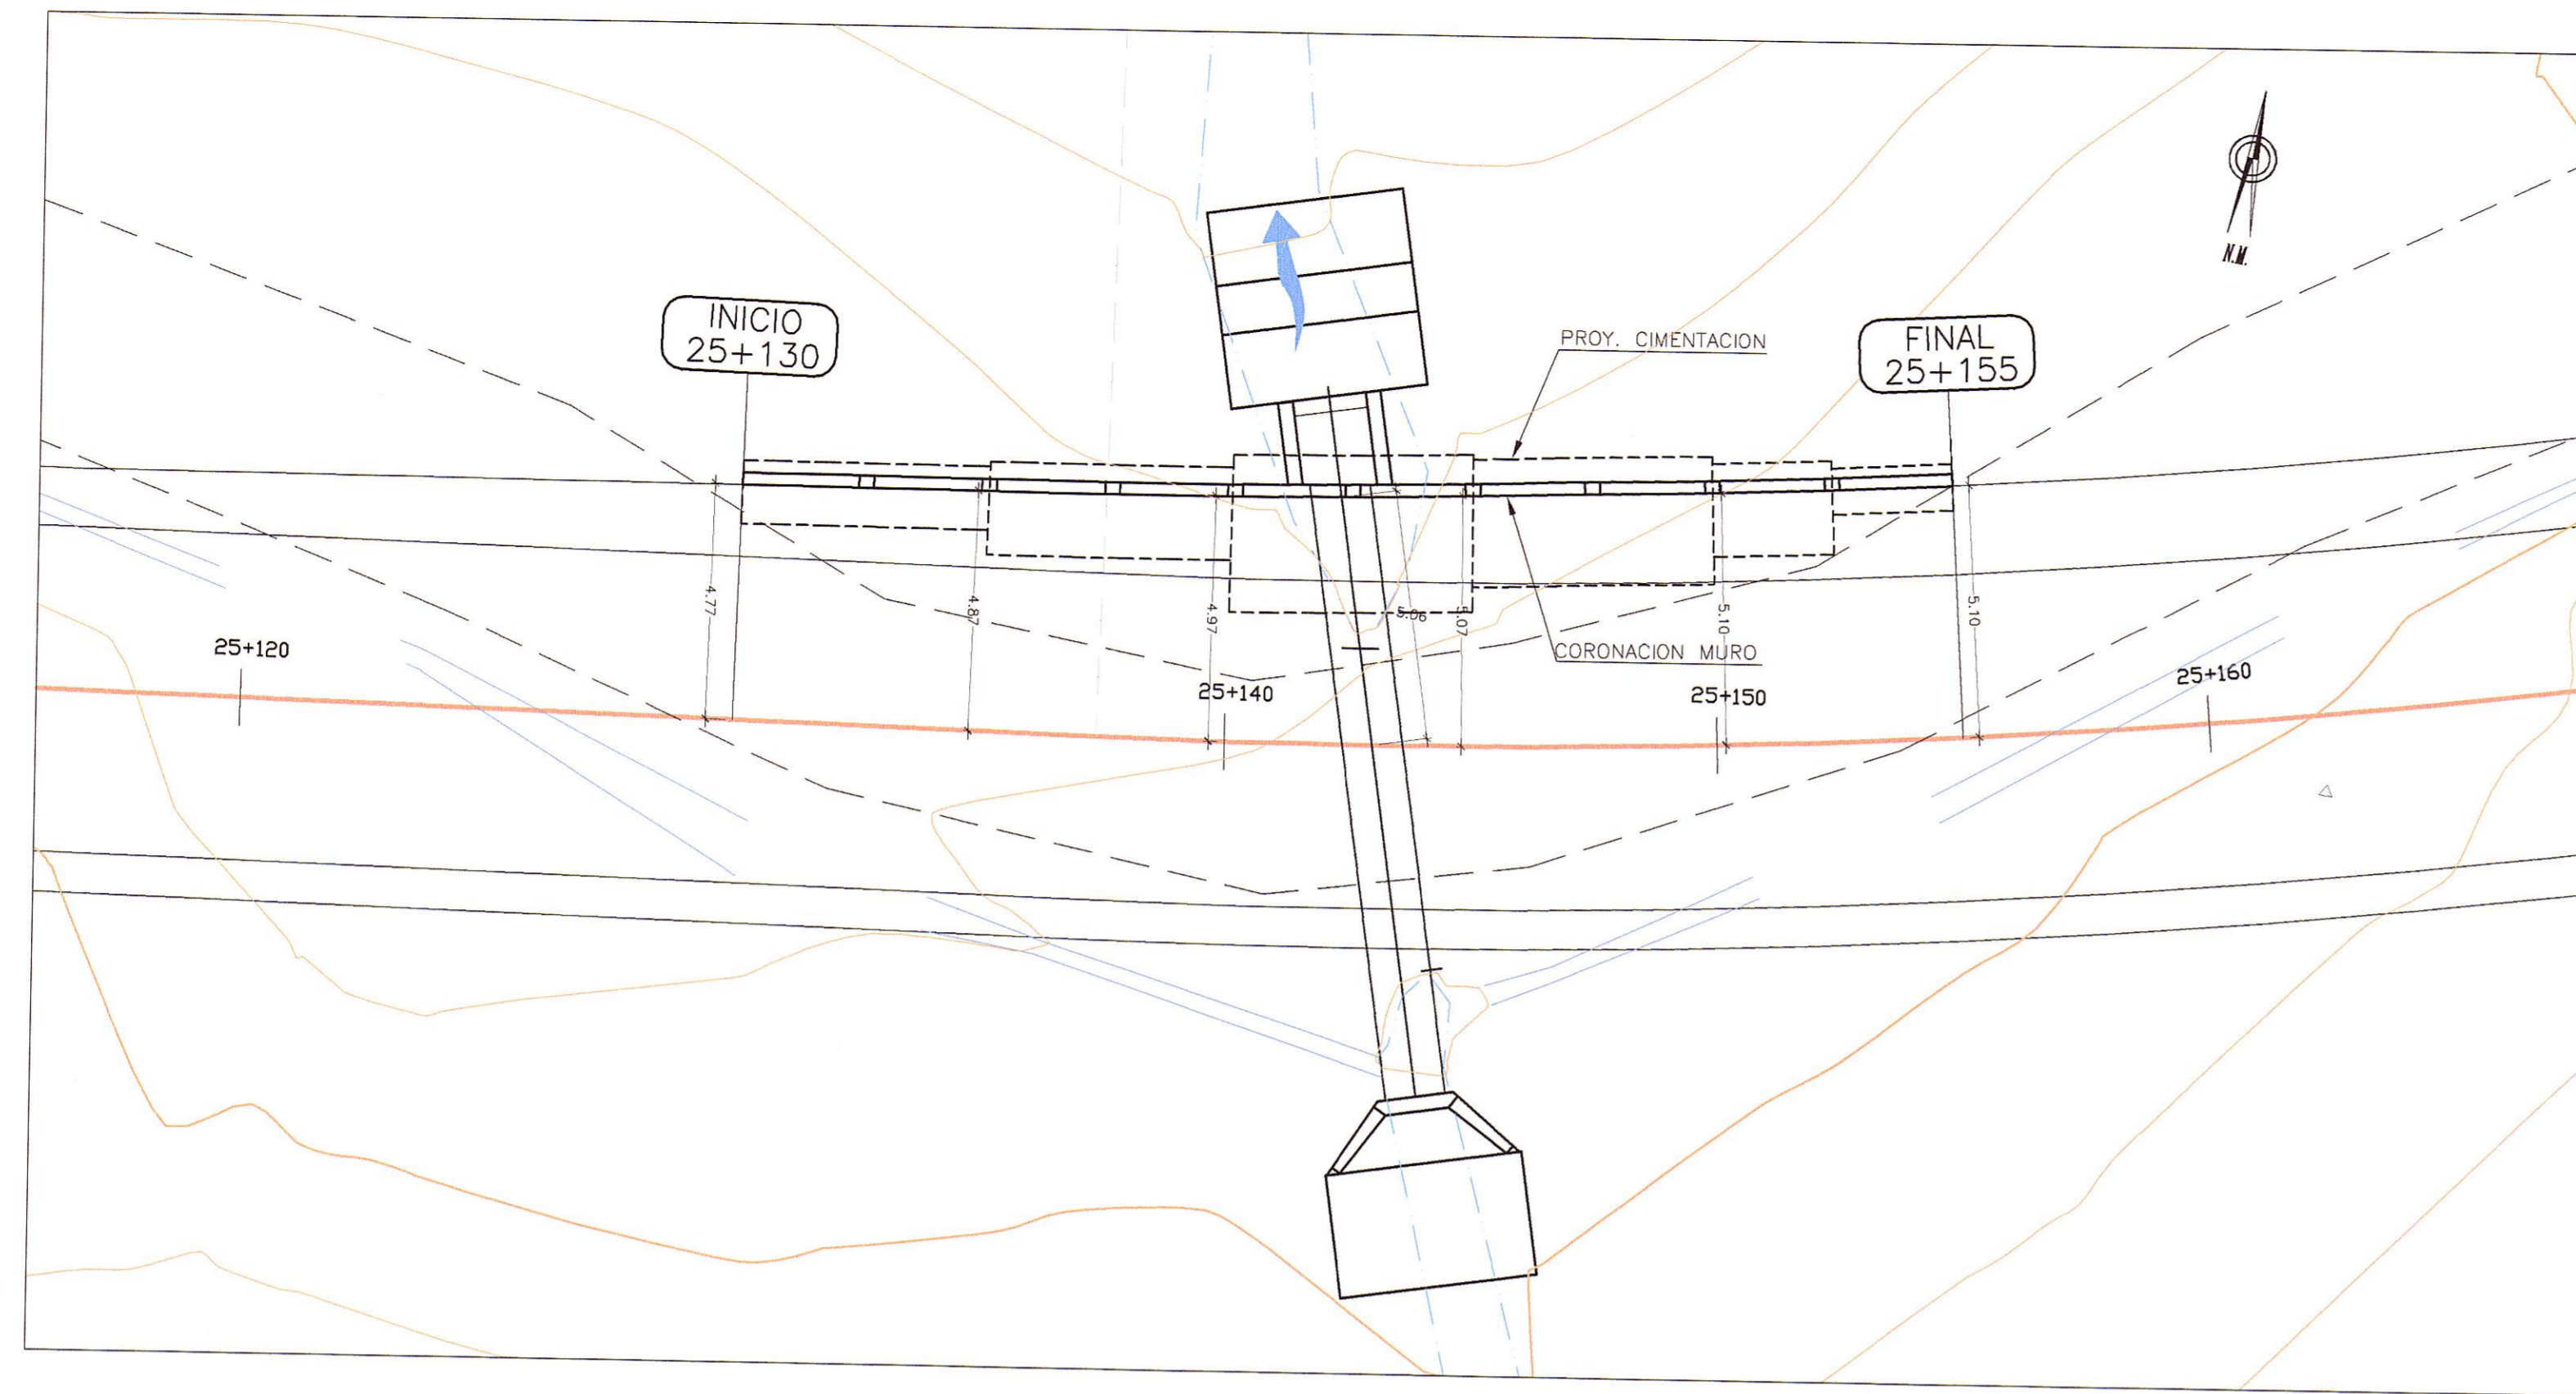 N.M.
INICIO
25+130
PROY. CIMENTACION
FINAL
25+155
4.77
4.87
4.97
5.06
5.07
5.10
5.10
CORONACION MURO
25+120
25+140
25+150
25+160